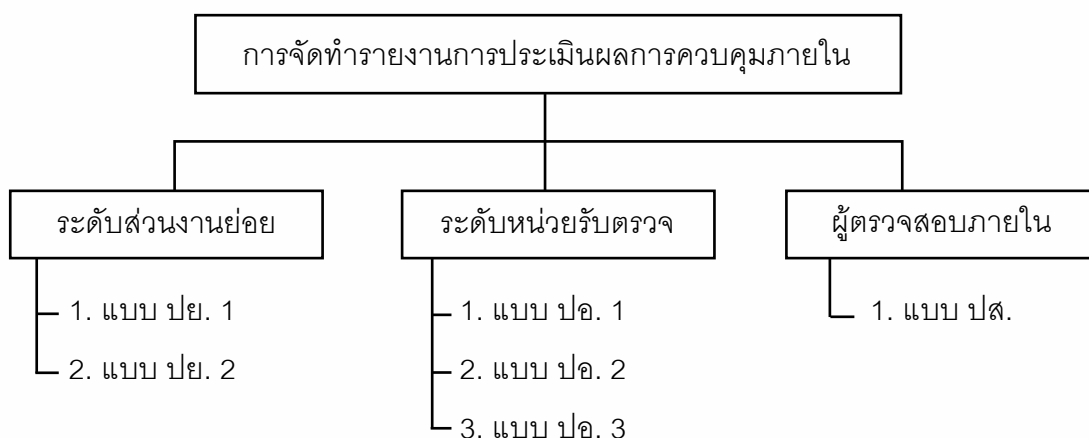 การจัดทำรายงานการประเมินผลการควบคุมภายใน
ระดับส่วนงานย่อย
1. แบบ ปย. 1
2. แบบ ปย. 2
ระดับหน่วยรับตรวจ
1. แบบ ปอ. 1
2. แบบ ปอ. 2
3. แบบ ปอ. 3
ผู้ตรวจสอบภายใน
1. แบบ ปส.